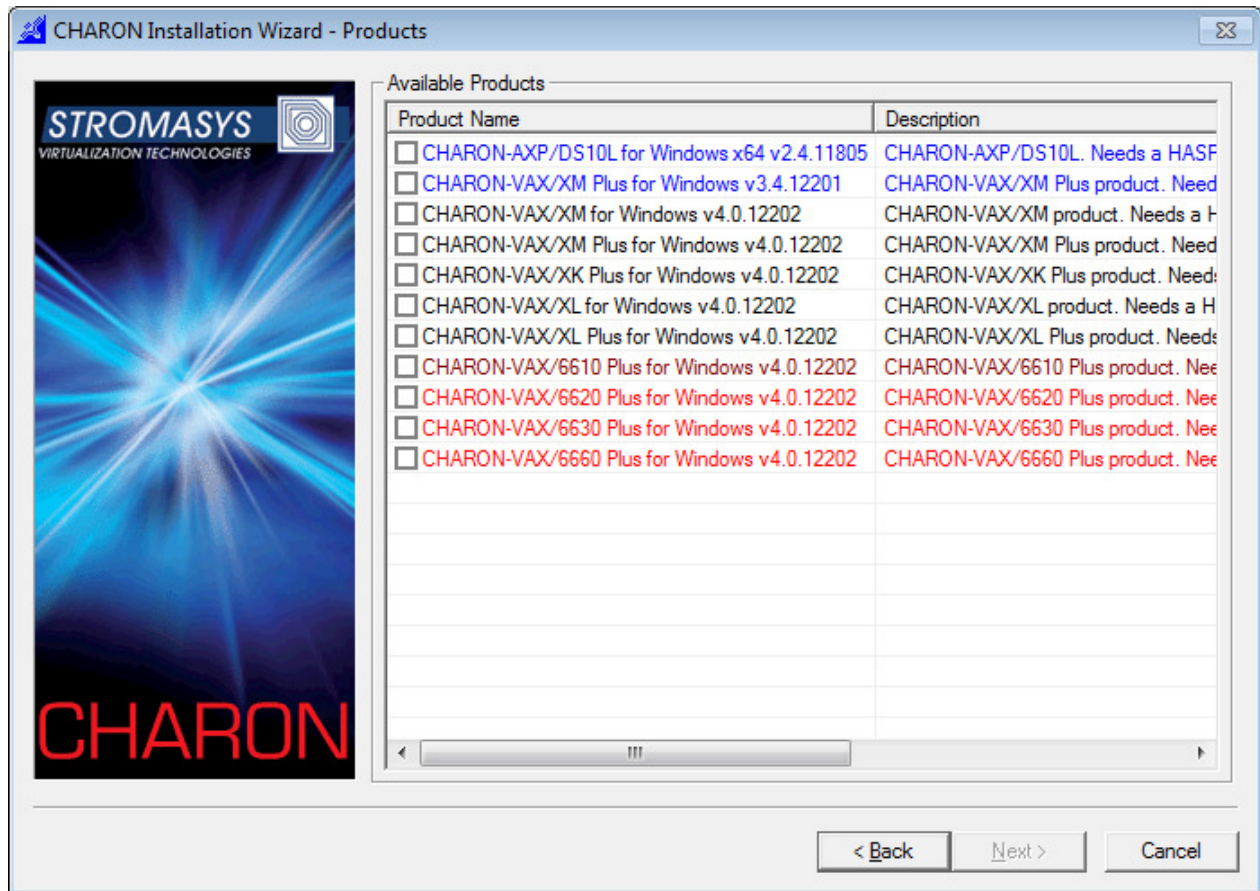 CHARON Installation Wizard - Products
STROMASYS
VIRTUALIZATION TECHNOLOGIES
CHARON
Available Products
Product Name Description
CHARON-AXP/DS10L for Windows x64 v2.4.11805 CHARON-AXP/DS10L. Needs a HASP
CHARON-VAX/XM Plus for Windows v3.4.12201 CHARON-VAX/XM Plus product. Need
CHARON-VAX/XM for Windows v4.0.12202 CHARON-VAX/XM product. Needs a H
CHARON-VAX/XM Plus for Windows v4.0.12202 CHARON-VAX/XM Plus product. Need
CHARON-VAX/XK Plus for Windows v4.0.12202 CHARON-VAX/XK Plus product. Needs
CHARON-VAX/XL for Windows v4.0.12202 CHARON-VAX/XL product. Needs a H
CHARON-VAX/XL Plus for Windows v4.0.12202 CHARON-VAX/XL Plus product. Needs
CHARON-VAX/6610 Plus for Windows v4.0.12202 CHARON-VAX/6610 Plus product. Nee
CHARON-VAX/6620 Plus for Windows v4.0.12202 CHARON-VAX/6620 Plus product. Nee
CHARON-VAX/6630 Plus for Windows v4.0.12202 CHARON-VAX/6630 Plus product. Nee
CHARON-VAX/6660 Plus for Windows v4.0.12202 CHARON-VAX/6660 Plus product. Nee
< Back Next > Cancel